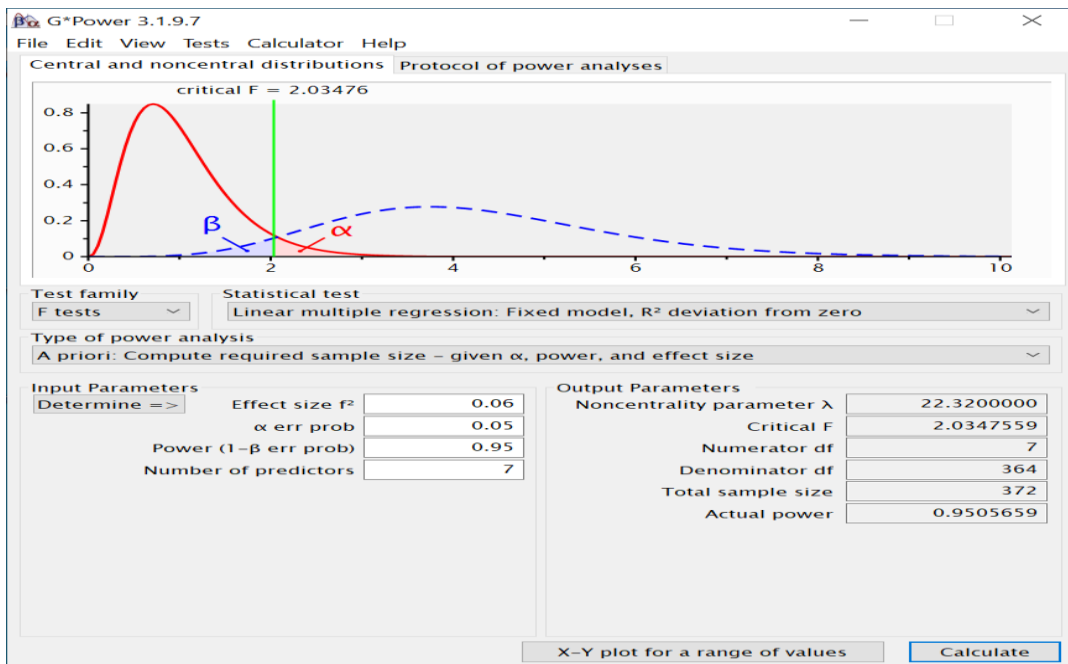 G*Power 3.1.9.7
File Edit View Tests Calculator Help
Central and noncentral distributions Protocol of power analyses
critical F = 2.03476
0.8
0.6
0.4
0.2
0
β
α
0 2 4 6 8 10
Test family Statistical test
F tests Linear multiple regression: Fixed model, R² deviation from zero
Type of power analysis
A priori: Compute required sample size – given α, power, and effect size
Input Parameters Output Parameters
Determine => Effect size f² 0.06 Noncentrality parameter λ 22.3200000
α err prob 0.05 Critical F 2.0347559
Power (1-β err prob) 0.95 Numerator df 7
Number of predictors 7 Denominator df 364
Total sample size 372
Actual power 0.9505659
X-Y plot for a range of values Calculate